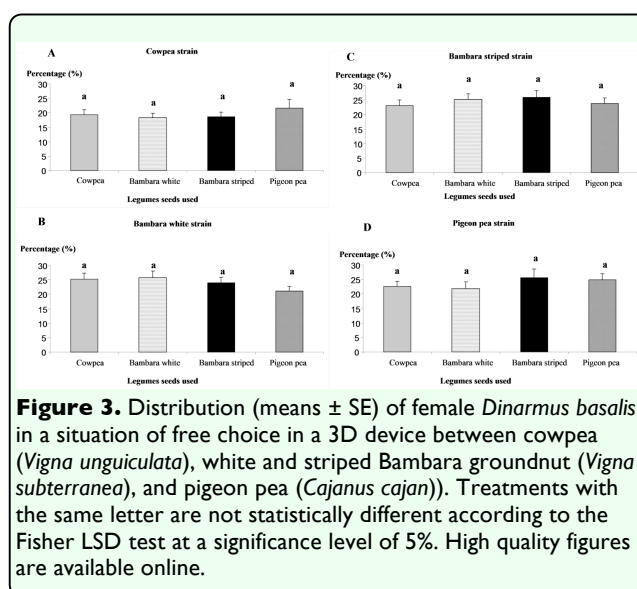 A
Cowpea strain
Percentage (%)
30
25
20
15
10
5
0
a a a a
Cowpea Bambara white Bambara striped Pigeon pea
Legumes seeds used
C
Bambara striped strain
Percentage (%)
30
25
20
15
10
5
0
a a a a
Cowpea Bambara white Bambara striped Pigeon pea
Legumes seeds used
B
Bambara white strain
Percentage (%)
30
25
20
15
10
5
0
a a a a
Cowpea Bambara white Bambara striped Pigeon pea
Legumes seeds used
D
Pigeon pea strain
Percentage (%)
30
25
20
15
10
5
0
a a a a
Cowpea Bambara white Bambara striped Pigeon pea
Legumes seeds used
Figure 3. Distribution (means ± SE) of female Dinarmus basalis
in a situation of free choice in a 3D device between cowpea
(Vigna unguiculata), white and striped Bambara groundnut (Vigna
subterranea), and pigeon pea (Cajanus cajan)). Treatments with
the same letter are not statistically different according to the
Fisher LSD test at a significance level of 5%. High quality figures
are available online.